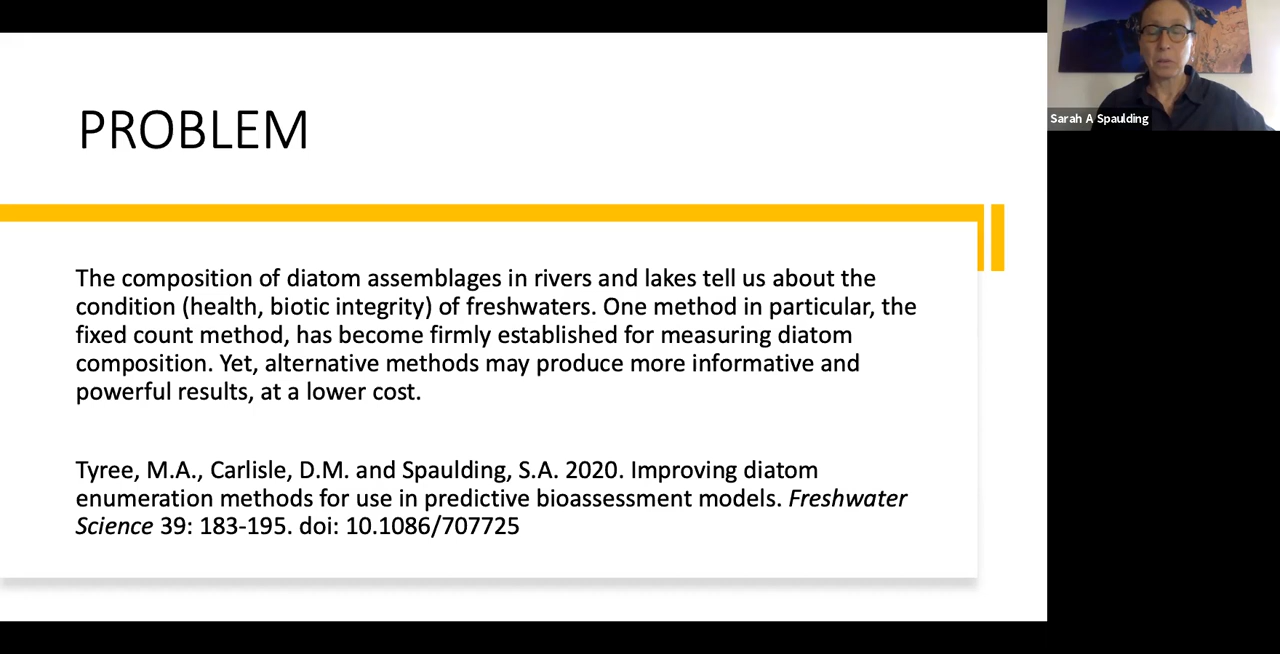 PROBLEM
The composition of diatom assemblages in rivers and lakes tell us about the
condition (health, biotic integrity) of freshwaters. One method in particular, the
fixed count method, has become firmly established for measuring diatom
composition. Yet, alternative methods may produce more informative and
powerful results, at a lower cost.
Tyree, M.A., Carlisle, D.M. and Spaulding, S.A. 2020. Improving diatom
enumeration methods for use in predictive bioassessment models. Freshwater
Science 39: 183-195. doi: 10.1086/707725
Sarah A Spaulding